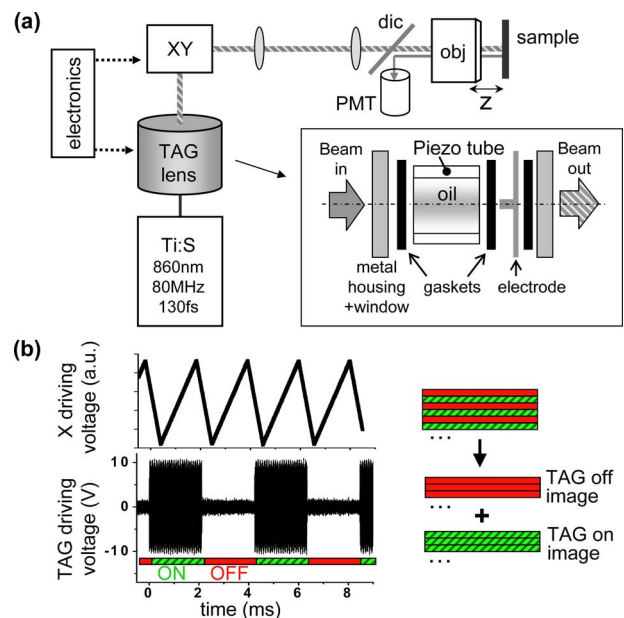 (a)
electronics
XY
dic
obj
sample
PMT
Z
TAG
lens
Ti:S
860nm
80MHz
130fs
Beam
in
Piezo tube
oil
Beam
out
metal
housing
+window
gaskets
electrode
(b)
X driving
voltage (a.u.)
TAG driving
voltage (V)
10
0
-10
ON
OFF
0
2
4
6
8
time (ms)
...
TAG off
image
...
+
TAG on
image
...